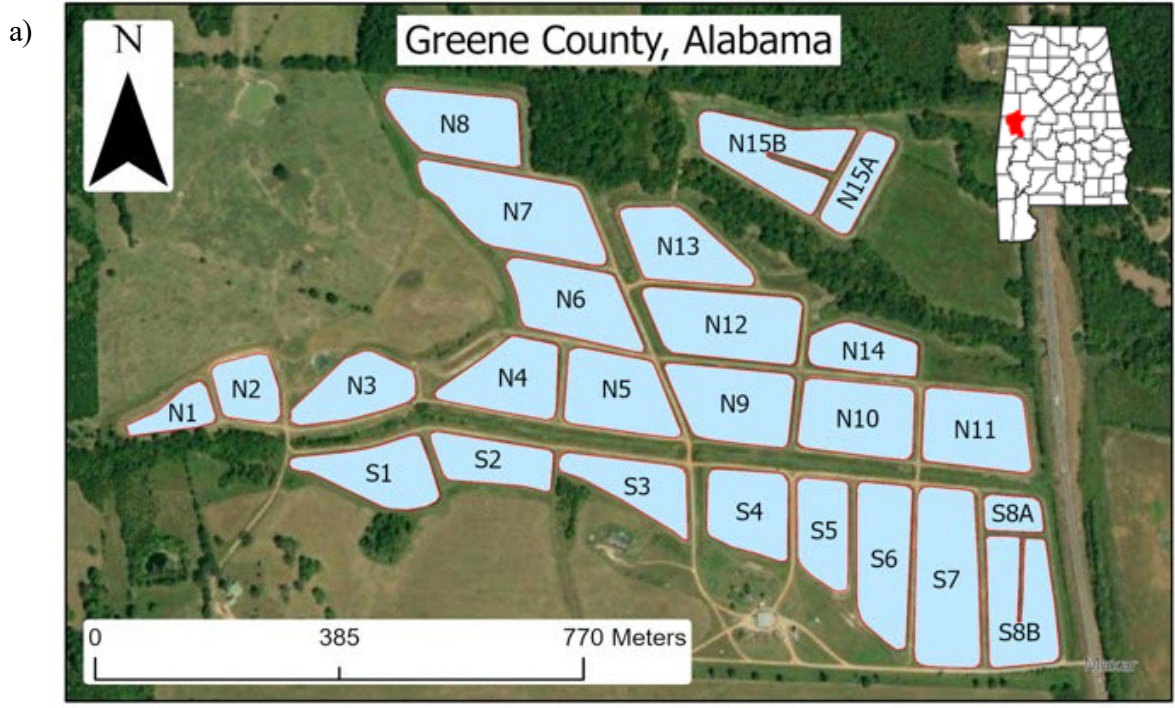 a)
N
Greene County, Alabama
N8
N15B
N15A
N7
N13
N6
N12
N14
N1
N2
N3
N4
N5
N9
N10
N11
S1
S2
S3
S4
S5
S6
S7
S8A
S8B
0 385 770 Meters